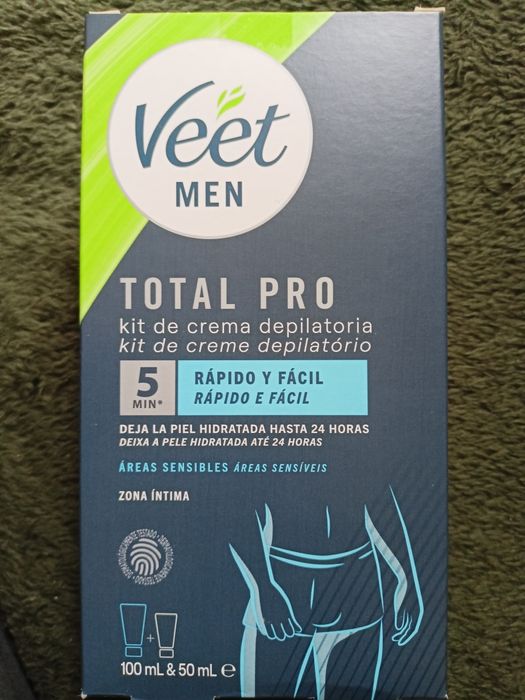 Veet
MEN
TOTAL PRO
kit de crema depilatoria
kit de creme depilatório
5
MIN*
RÁPIDO Y FÁCIL
RÁPIDO E FÁCIL
DEJA LA PIEL HIDRATADA HASTA 24 HORAS
DEIXA A PELE HIDRATADA ATÉ 24 HORAS
ÁREAS SENSIBLES ÁREAS SENSÍVEIS
ZONA ÍNTIMA
+
100 mL & 50 mL ℮